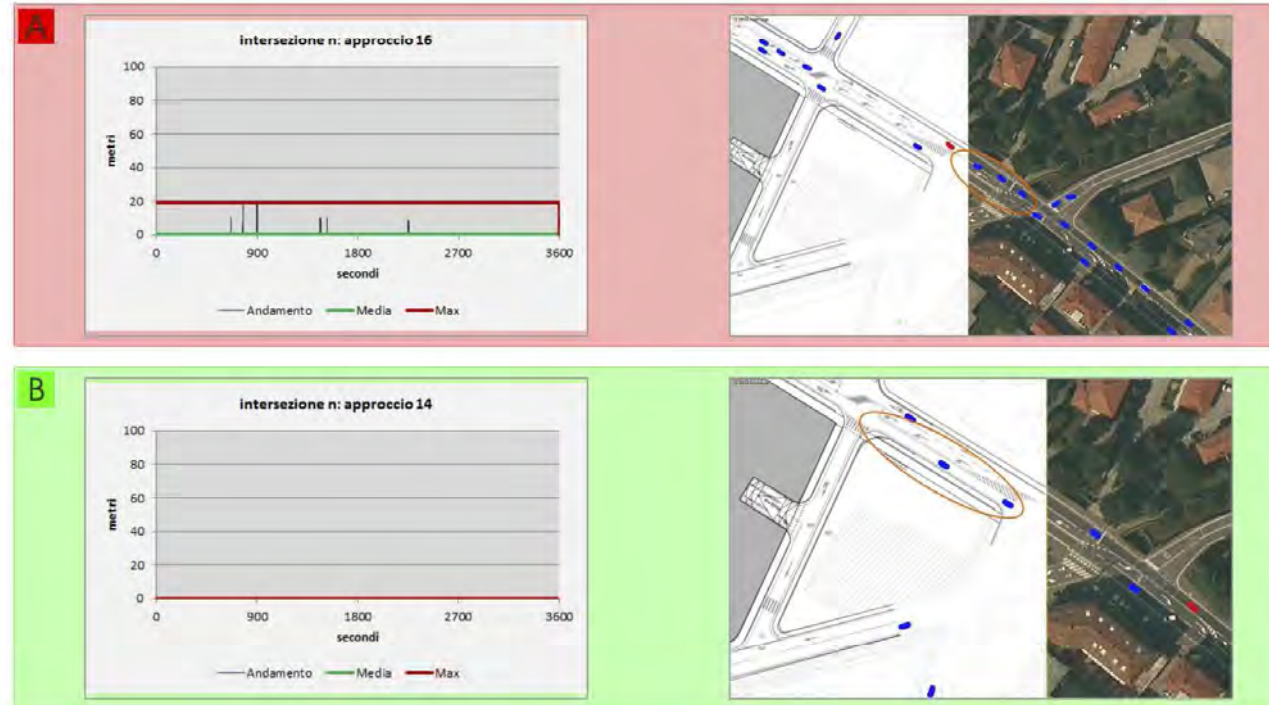 A
intersezione n: approccio 16
100
80
60
40
20
0
metri
0 900 1800 2700 3600
secondi
Andamento Media Max
B
intersezione n: approccio 14
100
80
60
40
20
0
metri
0 900 1800 2700 3600
secondi
Andamento Media Max